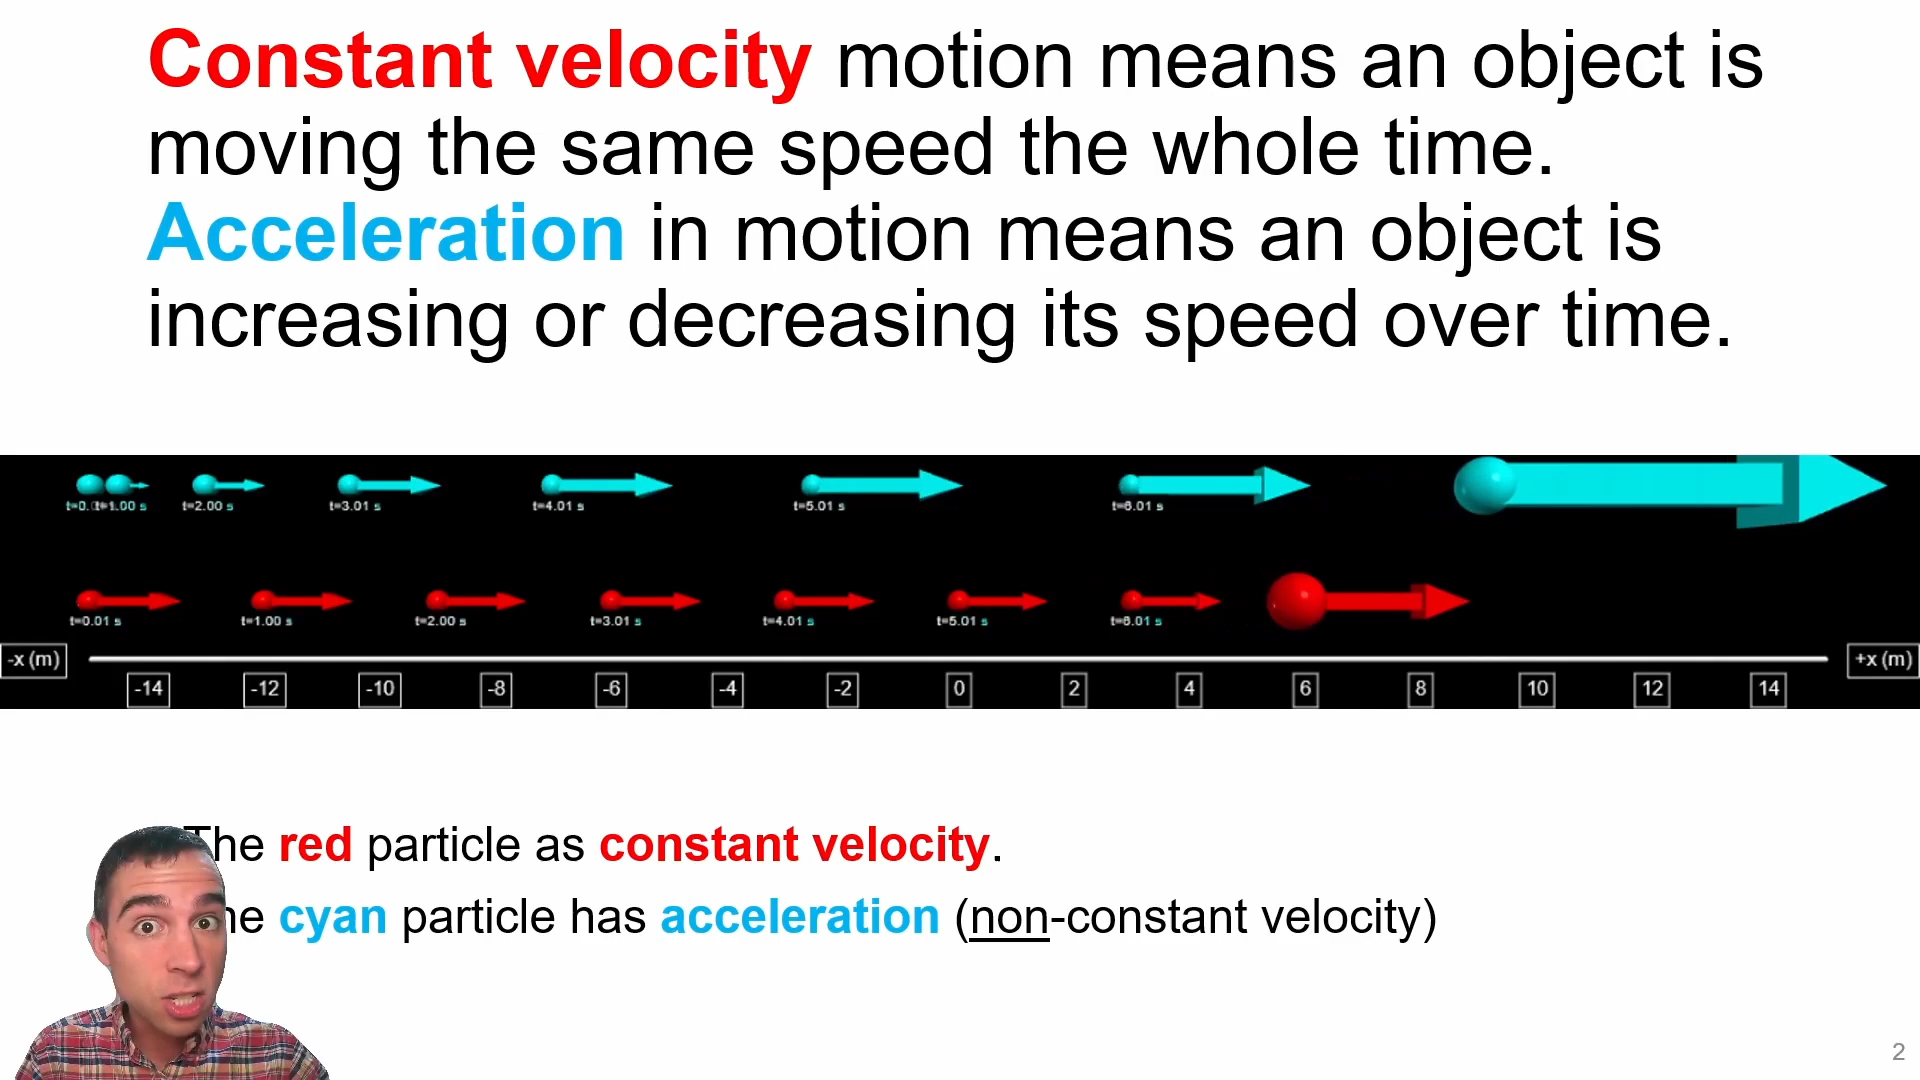 Constant velocity motion means an object is
moving the same speed the whole time.
Acceleration in motion means an object is
increasing or decreasing its speed over time.
t=1.00 s
t=2.00 s
t=3.01 s
t=4.01 s
t=5.01 s
t=6.01 s
t=0.01 s
t=1.00 s
t=2.00 s
t=3.01 s
t=4.01 s
t=5.01 s
t=6.01 s
-x (m)
+x (m)
-14 -12 -10 -8 -6 -4 -2 0 2 4 6 8 10 12 14
The red particle as constant velocity.
he cyan particle has acceleration (non-constant velocity)
2